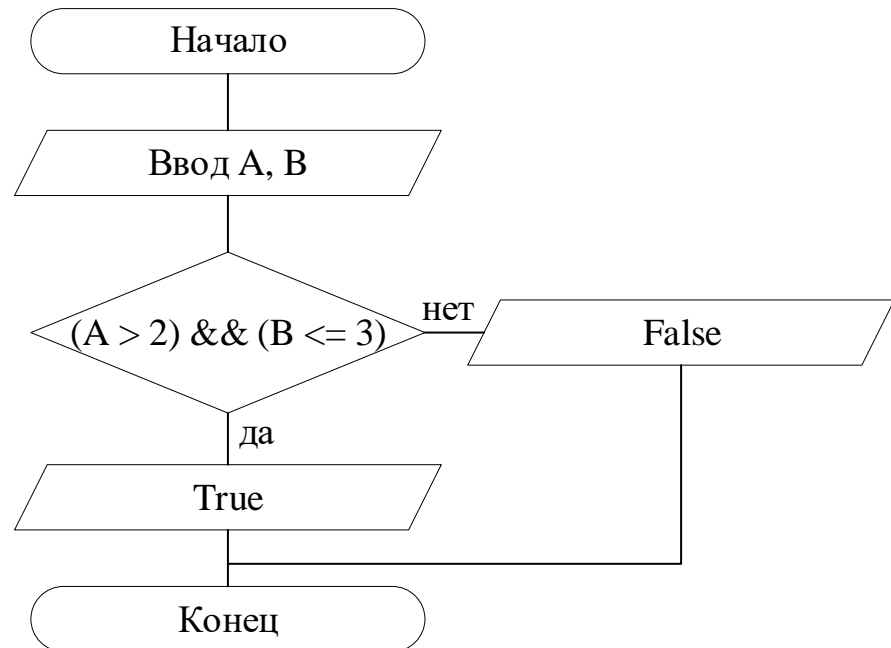 Начало
Ввод A, B
(A > 2) && (B <= 3)
нет
False
да
True
Конец